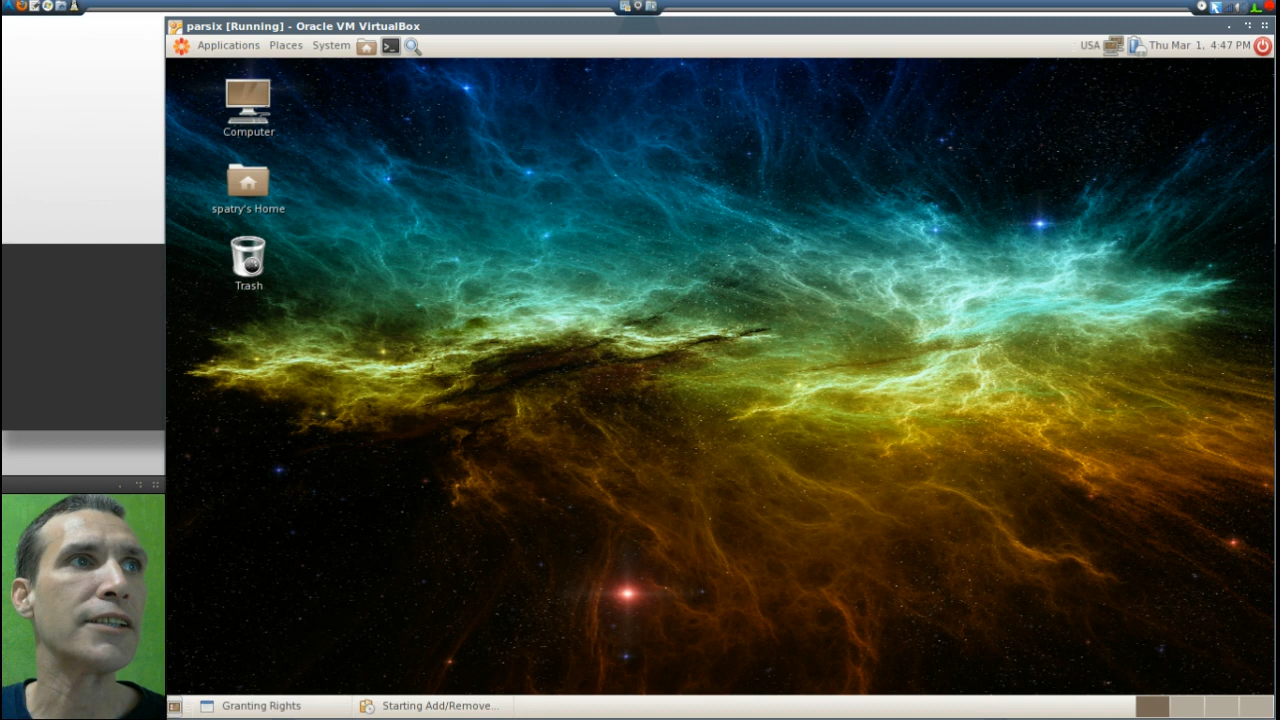 parsix [Running] - Oracle VM VirtualBox
Applications Places System USA Thu Mar 1, 4:47 PM
Computer
spatry's Home
Trash
Granting Rights Starting Add/Remove...